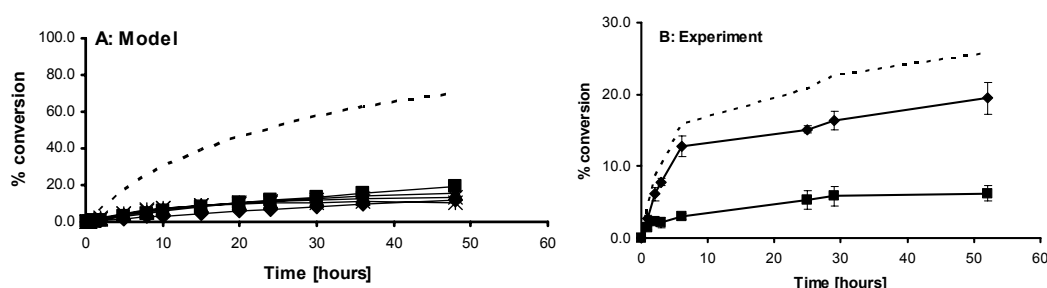 A: Model
100.0
80.0
60.0
40.0
20.0
0.0
% conversion
0 10 20 30 40 50 60
Time [hours]
B: Experiment
30.0
20.0
10.0
0.0
% conversion
0 10 20 30 40 50 60
Time [hours]